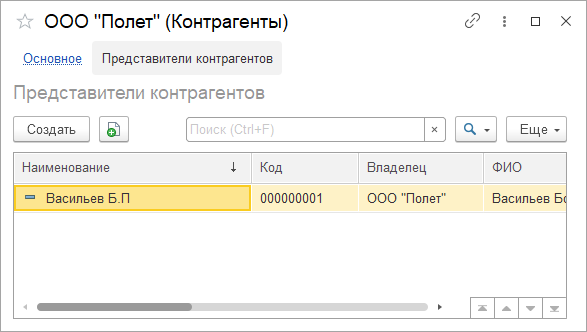 ООО "Полет" (Контрагенты)
Основное Представители контрагентов
Представители контрагентов
Создать Поиск (Ctrl+F) × Еще
Наименование ↓ Код Владелец ФИО
Васильев Б.П 000000001 ООО "Полет" Васильев